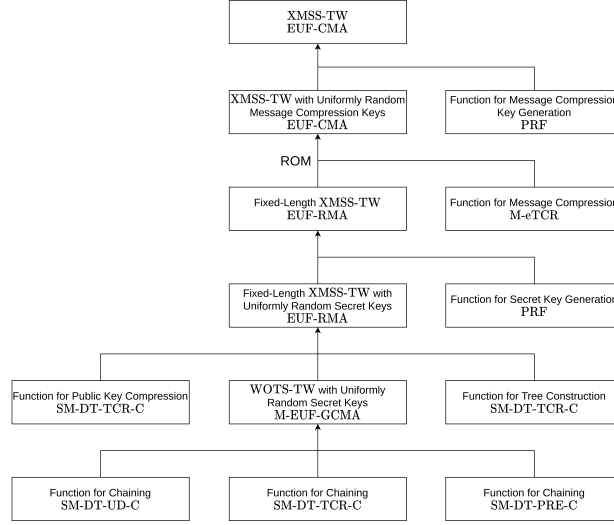 XMSS-TW
EUF-CMA
XMSS-TW with Uniformly Random
Message Compression Keys
EUF-CMA
Function for Message Compression
Key Generation
PRF
ROM
Fixed-Length XMSS-TW
EUF-RMA
Function for Message Compression
M-eTCR
Fixed-Length XMSS-TW with
Uniformly Random Secret Keys
EUF-RMA
Function for Secret Key Generation
PRF
Function for Public Key Compression
SM-DT-TCR-C
WOTS-TW with Uniformly
Random Secret Keys
M-EUF-GCMA
Function for Tree Construction
SM-DT-TCR-C
Function for Chaining
SM-DT-UD-C
Function for Chaining
SM-DT-TCR-C
Function for Chaining
SM-DT-PRE-C